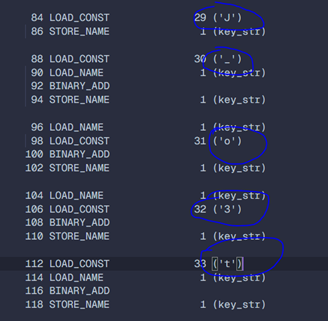 84 LOAD_CONST 29 ('J')
86 STORE_NAME 1 (key_str)
88 LOAD_CONST 30 ('_')
90 LOAD_NAME 1 (key_str)
92 BINARY_ADD
94 STORE_NAME 1 (key_str)
96 LOAD_NAME 1 (key_str)
98 LOAD_CONST 31 ('o')
100 BINARY_ADD
102 STORE_NAME 1 (key_str)
104 LOAD_NAME 1 (key_str)
106 LOAD_CONST 32 ('3')
108 BINARY_ADD
110 STORE_NAME 1 (key_str)
112 LOAD_CONST 33 ('t')
114 LOAD_NAME 1 (key_str)
116 BINARY_ADD
118 STORE_NAME 1 (key_str)